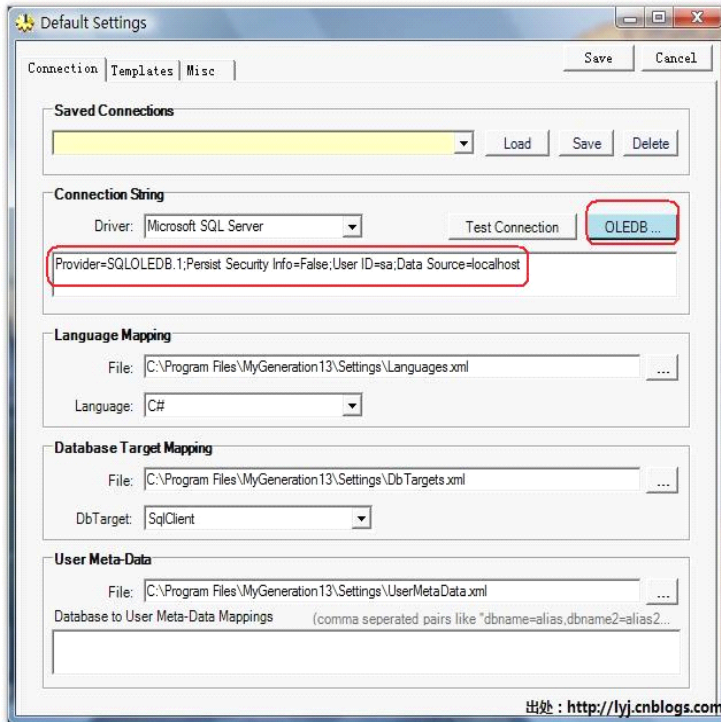 Default Settings
Save Cancel
Connection Templates Misc
Saved Connections
Load Save Delete
Connection String
Driver: Microsoft SQL Server Test Connection OLEDB ...
Provider=SQLOLEDB.1;Persist Security Info=False;User ID=sa;Data Source=localhost
Language Mapping
File: C:\Program Files\MyGeneration13\Settings\Languages.xml ...
Language: C#
Database Target Mapping
File: C:\Program Files\MyGeneration13\Settings\DbTargets.xml ...
DbTarget: SqlClient
User Meta-Data
File: C:\Program Files\MyGeneration13\Settings\UserMetaData.xml ...
Database to User Meta-Data Mappings (comma seperated pairs like "dbname=alias,dbname2=alias2...
出处：http://lyj.cnblogs.com